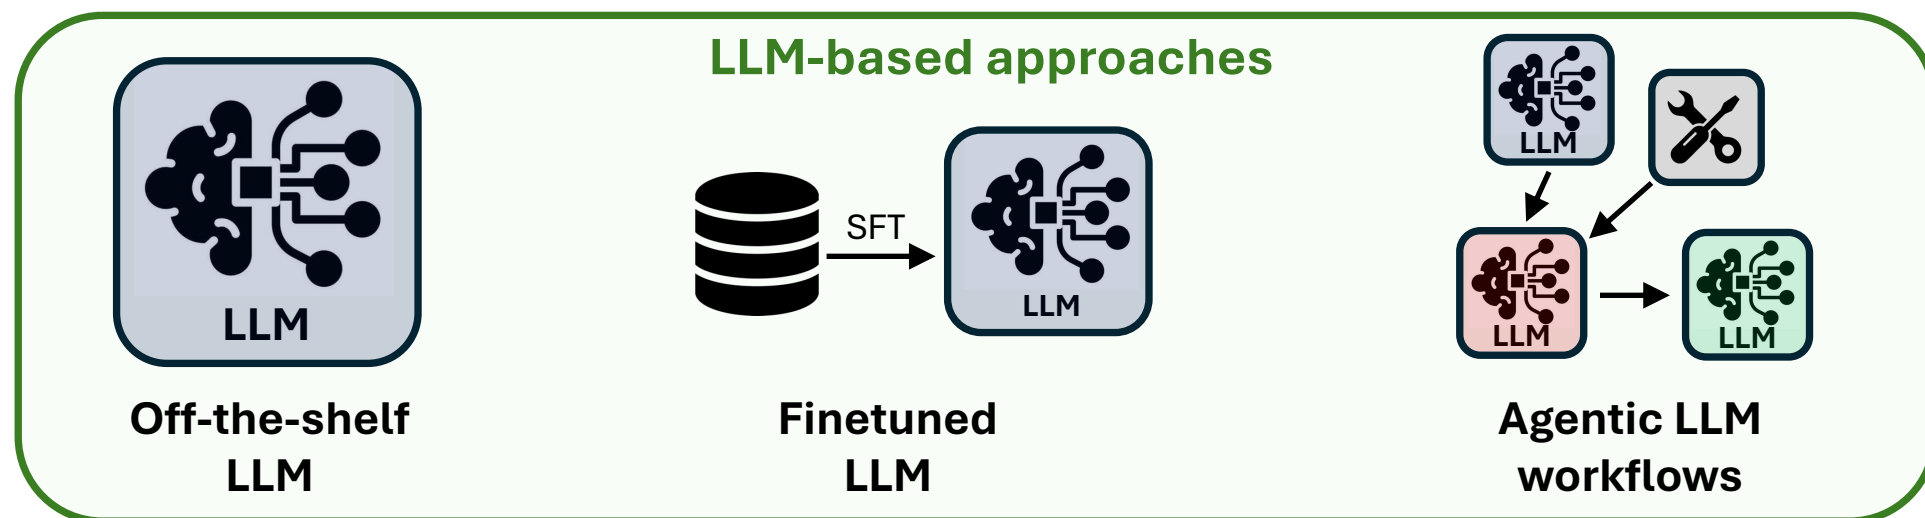 LLM-based approaches
LLM
Off-the-shelf
LLM
SFT
LLM
Finetuned
LLM
LLM
LLM
LLM
Agentic LLM
workflows